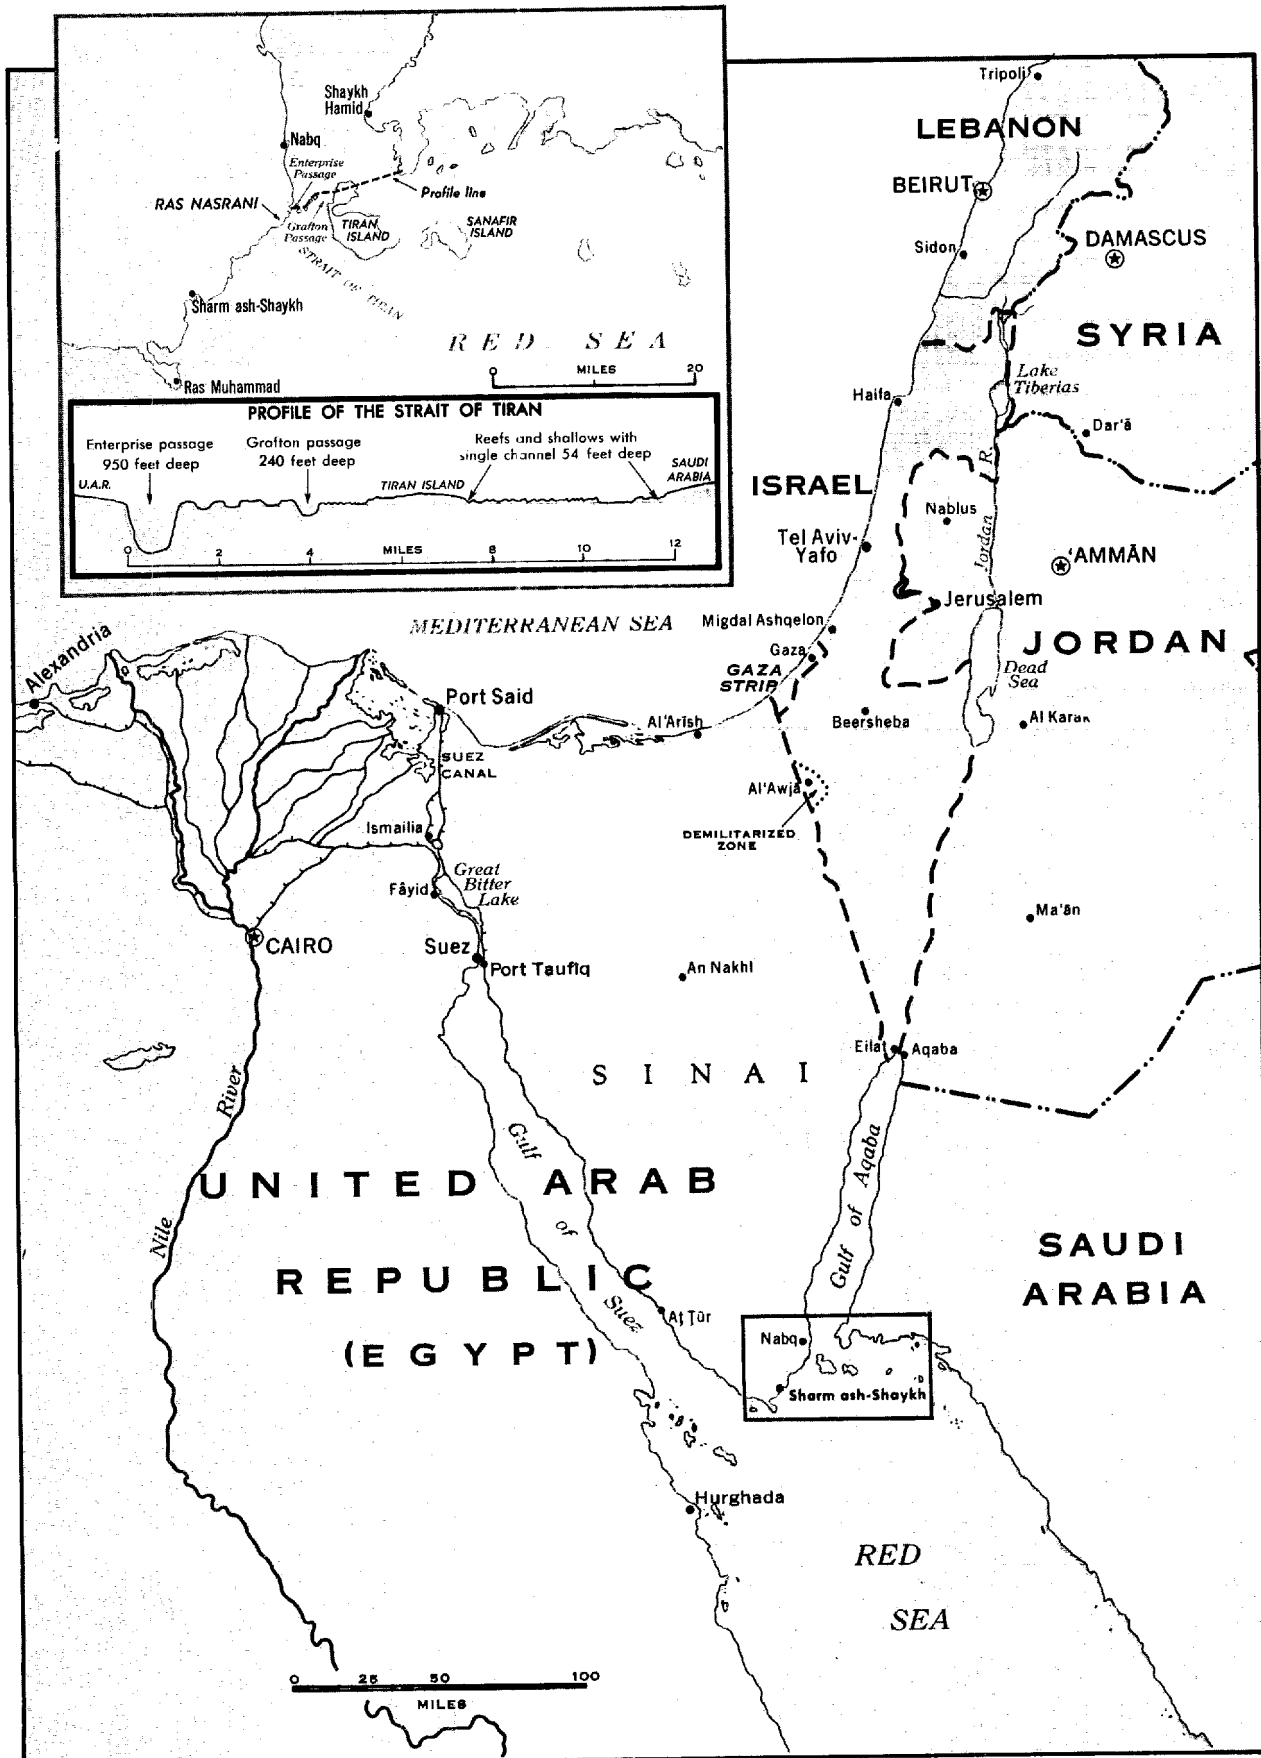 Shaykh
Hamid
Nabq
Enterprise
Passage
Profile line
RAS NASRANI
Grafton
Passage
TIRAN
ISLAND
SANAFIR
ISLAND
STRAIT OF TIRAN
Sharm ash-Shaykh
RED SEA
Ras Muhammad
0 MILES 20
PROFILE OF THE STRAIT OF TIRAN
Enterprise passage
950 feet deep
Grafton passage
240 feet deep
Reefs and shallows with
single channel 54 feet deep
U.A.R.
TIRAN ISLAND
SAUDI
ARABIA
0 2 4 MILES 8 10 12
Tripoli
LEBANON
BEIRUT
Sidon
DAMASCUS
SYRIA
Lake
Tiberias
Haifa
Dar'ā
ISRAEL
Nablus
Jordan R.
Tel Aviv-
Yafo
'AMMĀN
Jerusalem
MEDITERRANEAN SEA
Migdal Ashqelon
JORDAN
Gaza
GAZA
STRIP
Dead
Sea
Alexandria
Port Said
Al'Arīsh
Beersheba
Al Karak
SUEZ
CANAL
Al'Awja
DEMILITARIZED
ZONE
Ismailia
Great
Bitter
Lake
Fâyid
Ma'ān
CAIRO
Suez
Port Taufiq
An Nakhl
Eilat
Aqaba
SINAI
Nile River
Gulf of Suez
Gulf of Aqaba
UNITED ARAB
REPUBLIC
(EGYPT)
SAUDI
ARABIA
Aṭ Ṭūr
Nabq
Sharm ash-Shaykh
Hurghada
RED
SEA
0 25 50 100
MILES